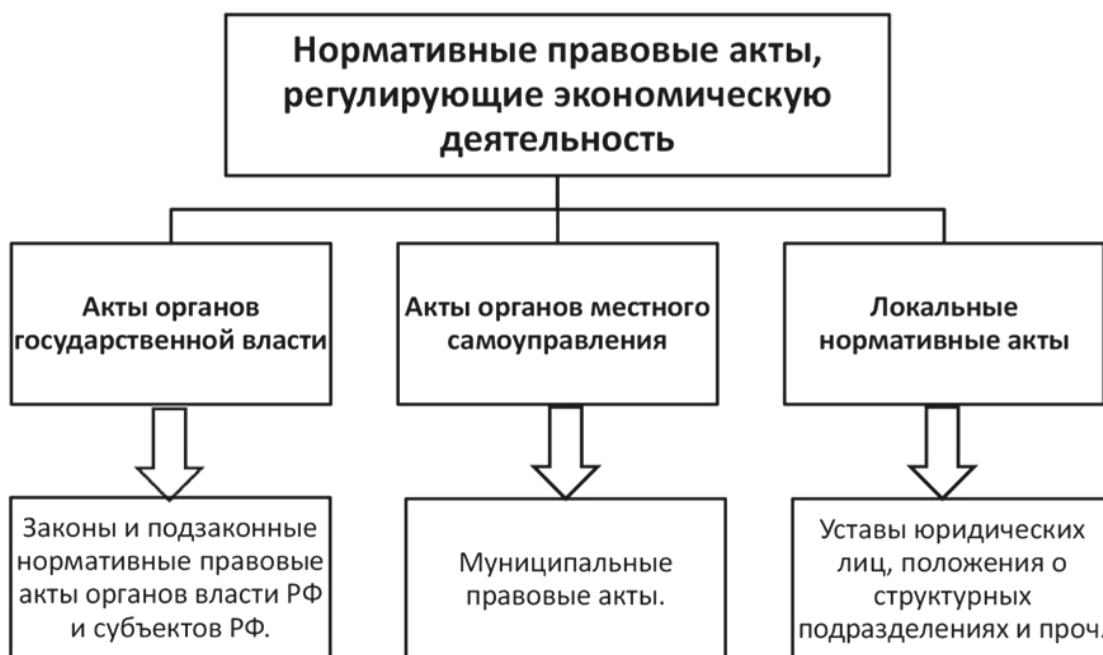 Нормативные правовые акты,
регулирующие экономическую
деятельность
Акты органов
государственной власти
Акты органов местного
самоуправления
Локальные
нормативные акты
Законы и подзаконные
нормативные правовые
акты органов власти РФ
и субъектов РФ.
Муниципальные
правовые акты.
Уставы юридических
лиц, положения о
структурных
подразделениях и проч.